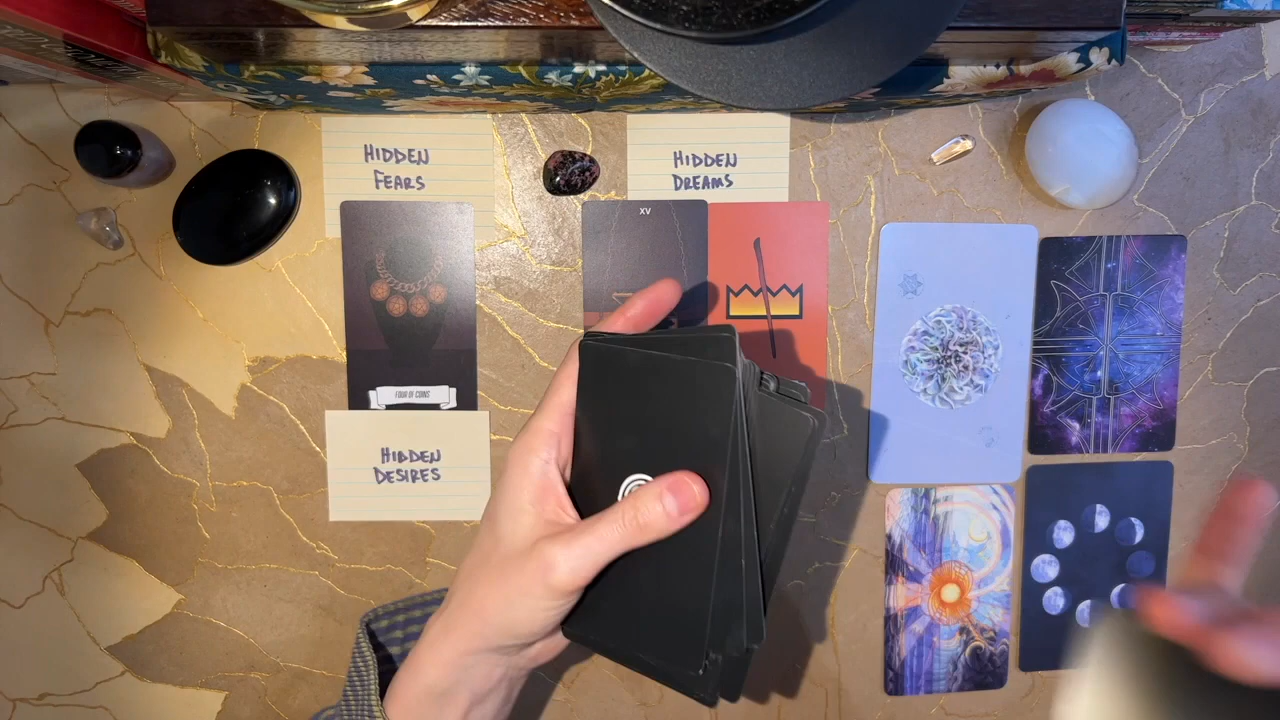 HIDDEN
FEARS
HIDDEN
DREAMS
XV
FOUR OF COINS
HIDDEN
DESIRES